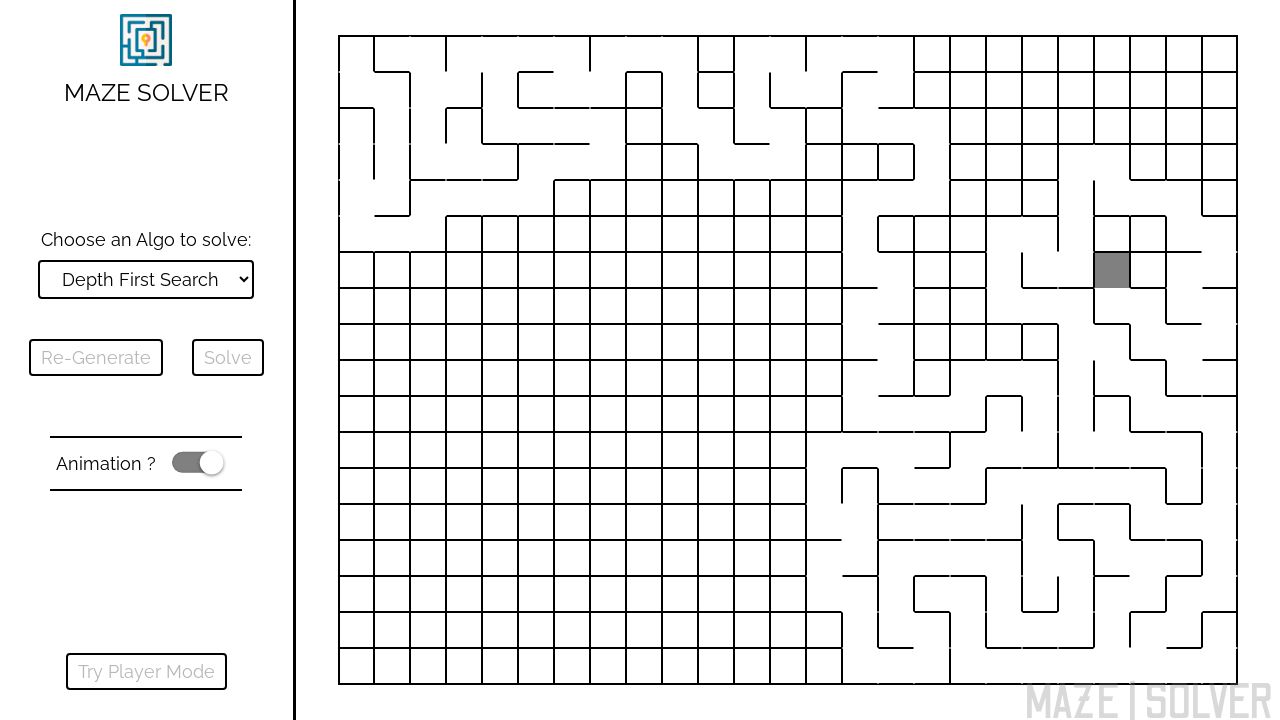 MAZE SOLVER
Choose an Algo to solve:
Depth First Search
Re-Generate
Solve
Animation ?
Try Player Mode
MAZE | SOLVER